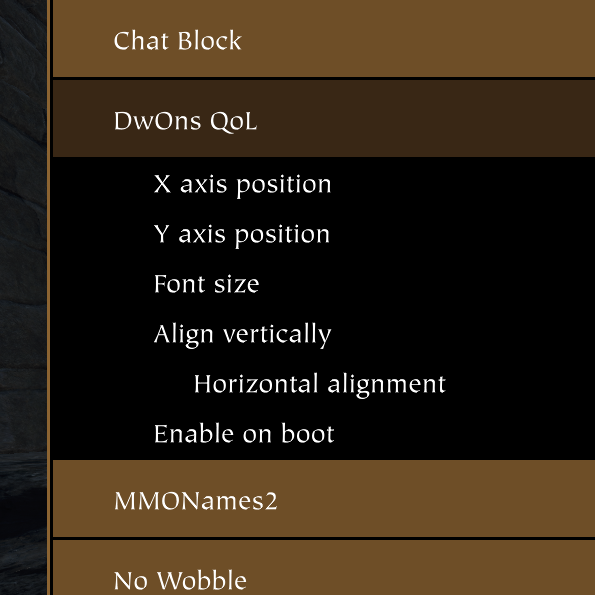 Chat Block
DwOns QoL
X axis position
Y axis position
Font size
Align vertically
Horizontal alignment
Enable on boot
MMONames2
No Wobble